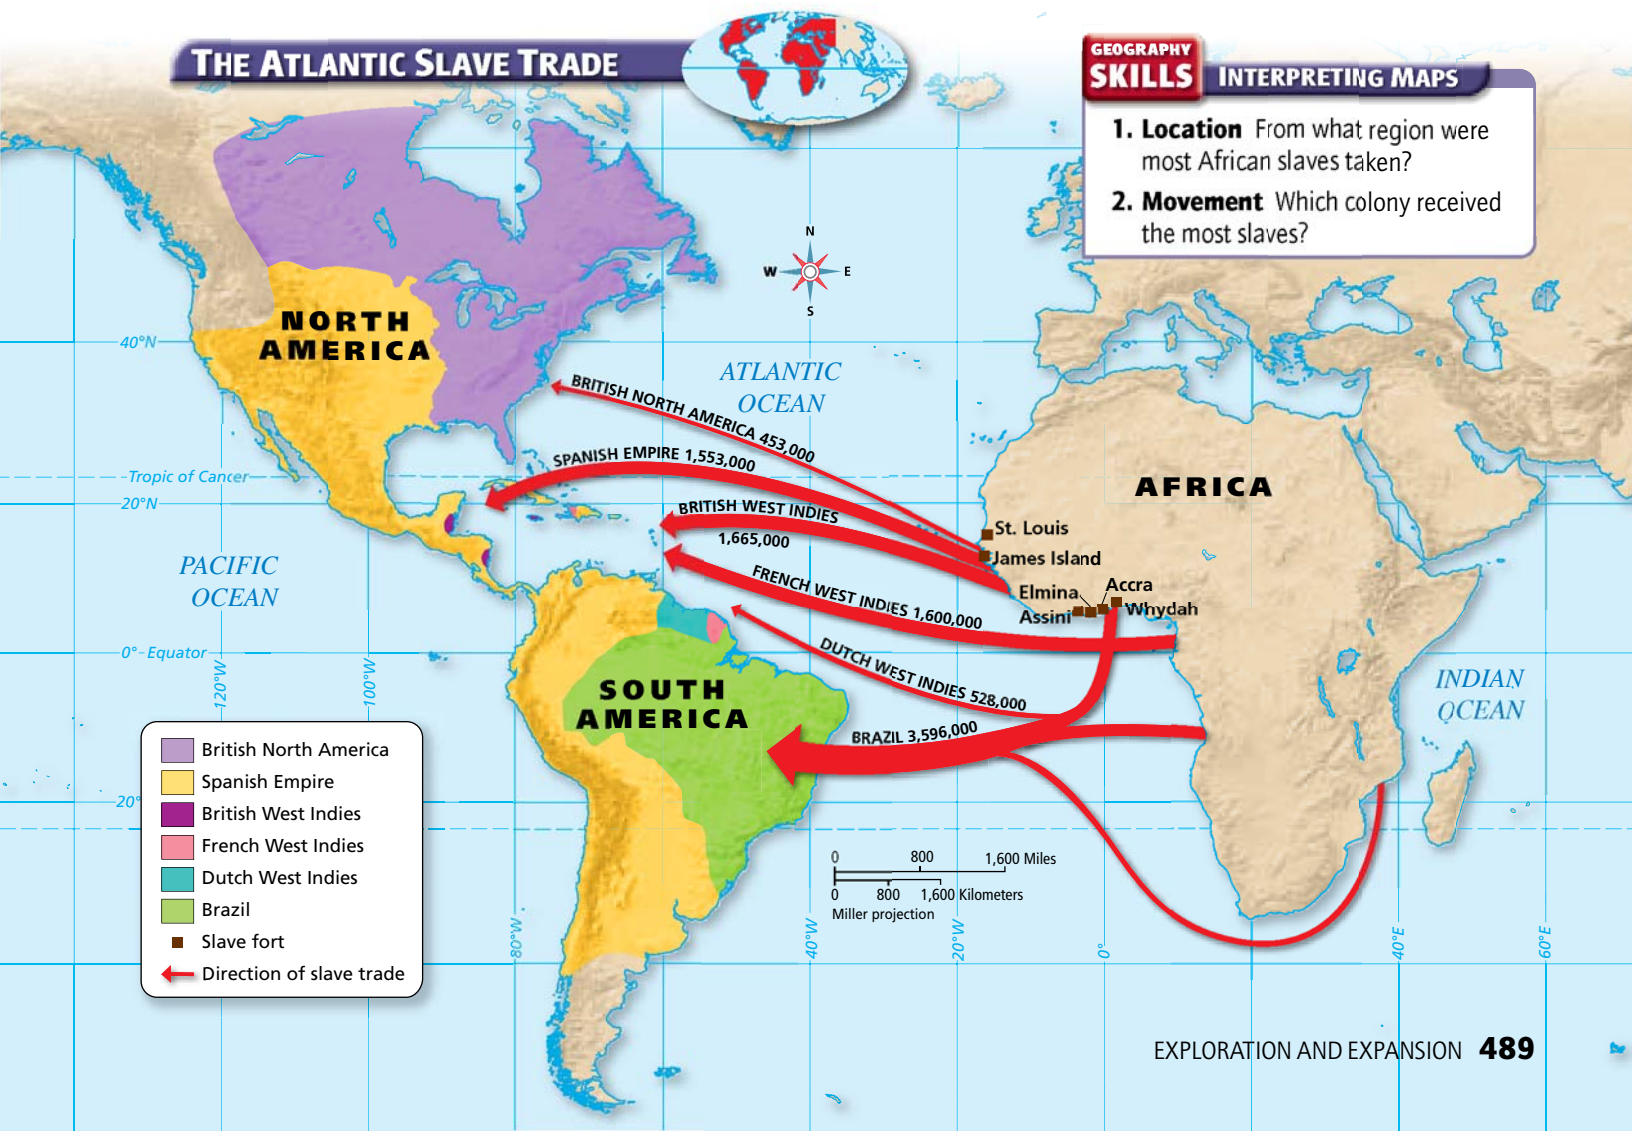 THE ATLANTIC SLAVE TRADE
GEOGRAPHY
SKILLS
INTERPRETING MAPS
1. Location From what region were
most African slaves taken?
2. Movement Which colony received
the most slaves?
N
W
E
S
NORTH
AMERICA
40°N
ATLANTIC
OCEAN
BRITISH NORTH AMERICA 453,000
SPANISH EMPIRE 1,553,000
Tropic of Cancer
20°N
AFRICA
BRITISH WEST INDIES
1,665,000
St. Louis
James Island
PACIFIC
OCEAN
FRENCH WEST INDIES 1,600,000
Elmina
Accra
Assini
Whydah
0° - Equator
120°W
100°W
DUTCH WEST INDIES 528,000
SOUTH
AMERICA
INDIAN
OCEAN
BRAZIL 3,596,000
British North America
Spanish Empire
British West Indies
French West Indies
Dutch West Indies
Brazil
Slave fort
Direction of slave trade
20°
0
800
1,600 Miles
0
800
1,600 Kilometers
Miller projection
80°W
40°W
20°W
0°
40°E
60°E
EXPLORATION AND EXPANSION 489